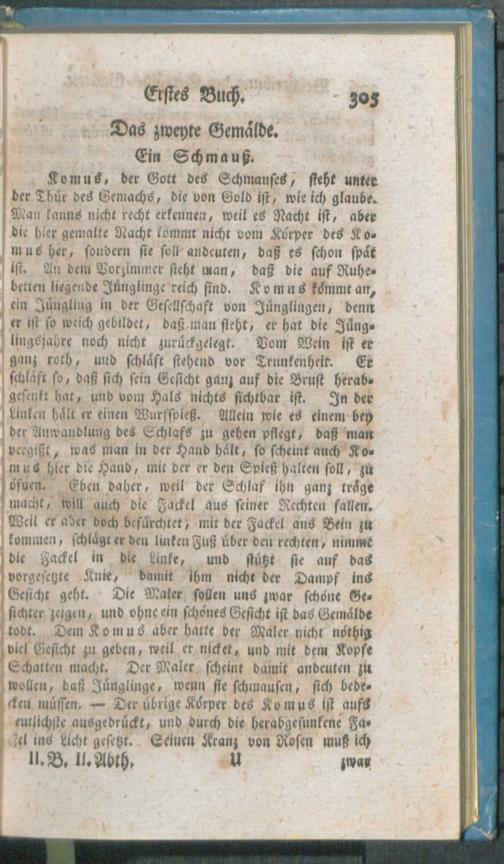 Erstes Buch. 305
Das zweyte Gemälde.
Ein Schmauß.
Komus, der Gott des Schmauses, steht unter
der Thür des Gemachs, die von Gold ist, wie ich glaube.
Man kanns nicht recht erkennen, weil es Nacht ist, aber
die hier gemalte Nacht kömmt nicht vom Körper des Ko-
mus her, sondern sie soll andeuten, daß es schon spät
ist. An dem Vorzimmer sieht man, daß die auf Ruhe-
betten liegende Jünglinge reich sind. Komus kömmt an,
ein Jüngling in der Gesellschaft von Jünglingen, denn
er ist so weich gebildet, daß man sieht, er hat die Jüng-
lingsjahre noch nicht zurückgelegt. Vom Wein ist er
ganz roth, und schläft stehend vor Trunkenheit. Er
schläft so, daß sich sein Gesicht ganz auf die Brust herab-
gesenkt hat, und vom Hals nichts sichtbar ist. In der
Linken hält er einen Wurfspieß. Allein wie es einem bey
der Anwandlung des Schlafs zu gehen pflegt, daß man
vergißt, was man in der Hand hält, so scheint auch Ko-
mus hier die Hand, mit der er den Spieß halten soll, zu
öfnen. Eben daher, weil der Schlaf ihn ganz träge
macht, will auch die Fackel aus seiner Rechten fallen.
Weil er aber doch befürchtet, mit der Fackel ans Bein zu
kommen, schlägt er den linken Fuß über den rechten, nimmt
die Fackel in die Linke, und stützt sie auf das
vorgesetzte Knie, damit ihm nicht der Dampf ins
Gesicht geht. Die Maler sollen uns zwar schöne Ge-
sichter zeigen, und ohne ein schönes Gesicht ist das Gemälde
todt. Dem Komus aber hatte der Maler nicht nöthig
viel Gesicht zu geben, weil er nicket, und mit dem Kopfe
Schatten macht. Der Maler scheint damit andeuten zu
wollen, daß Jünglinge, wenn sie schmausen, sich bede-
cken müssen. — Der übrige Körper des Komus ist aufs
eutlichste ausgedrückt, und durch die herabgesunkene Fa-
kel ins Licht gesetzt. Seinen Kranz von Rosen muß ich
II. B. II. Abth. U zwar